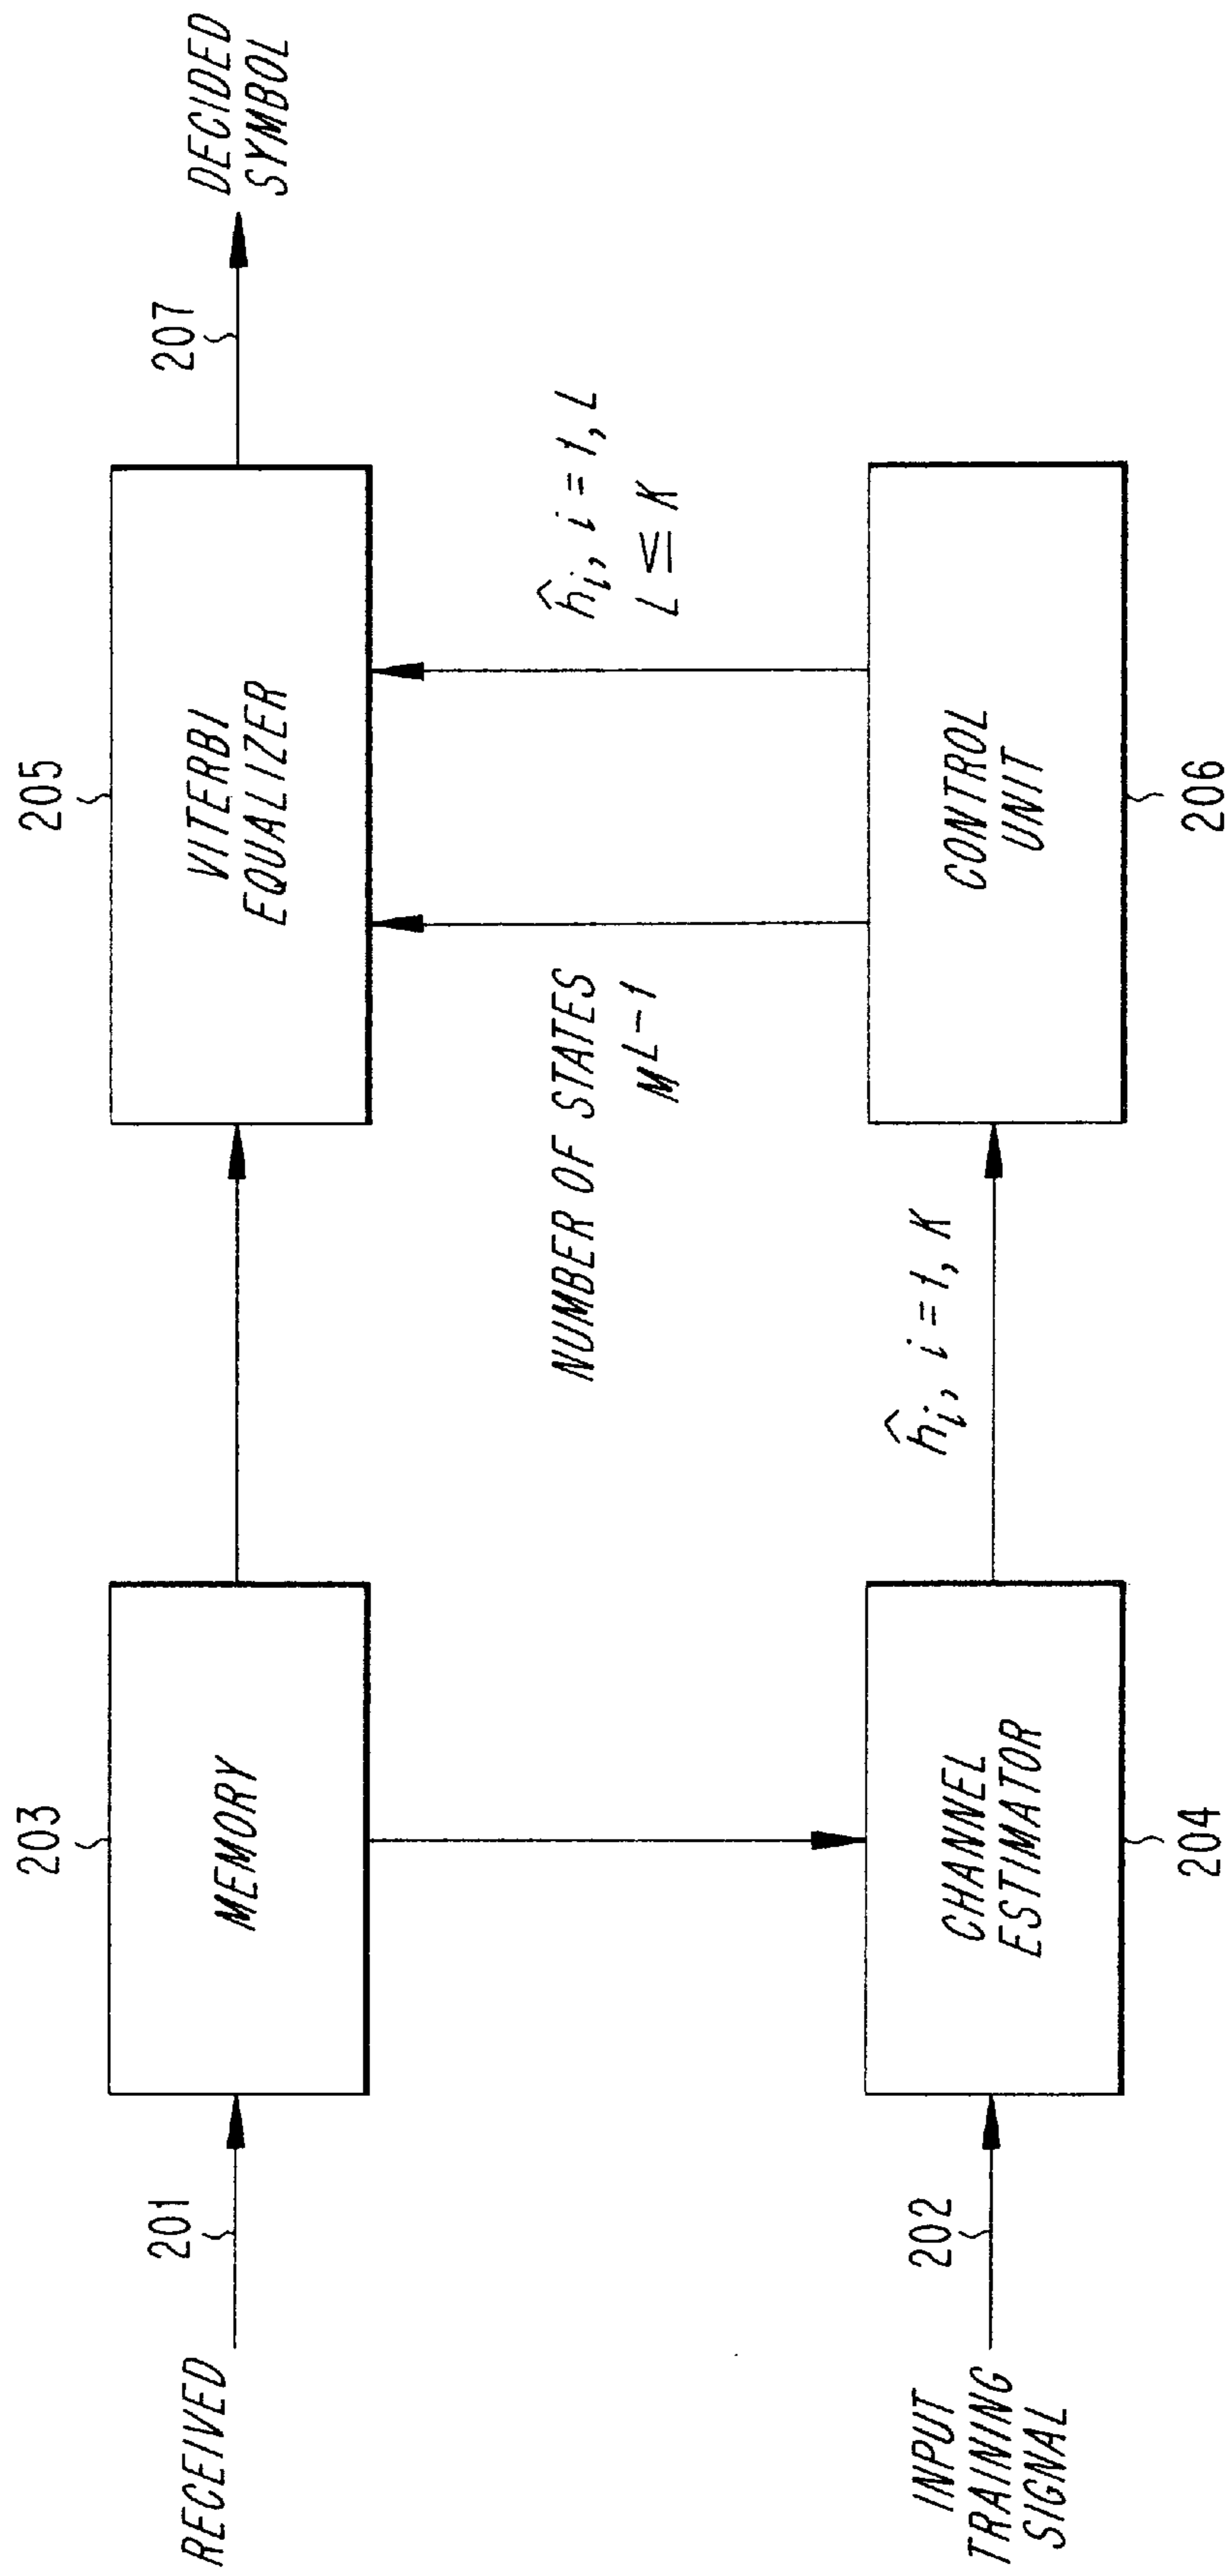 RECEIVED
201
203
MEMORY
205
VITERBI
EQUALIZER
207
DECIDED
SYMBOL
NUMBER OF STATES
M^{L-1}
ĥ_i, i = 1, L
L ≤ K
INPUT
TRAINING
SIGNAL
202
CHANNEL
ESTIMATOR
204
ĥ_i, i = 1, K
CONTROL
UNIT
206